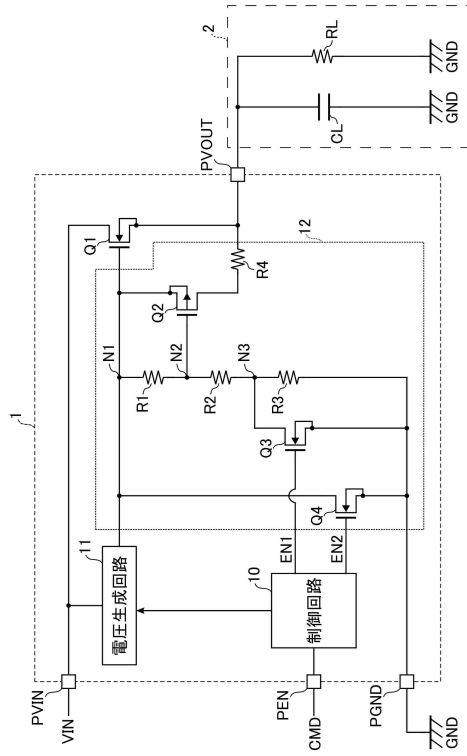 1
PVIN
VIN
11
電圧生成回路
N1
Q1
R1
N2
Q2
R2
N3
R3
R4
12
PVOUT
2
CL
RL
GND
GND
Q3
Q4
EN1
EN2
10
制御回路
PEN
CMD
PGND
GND